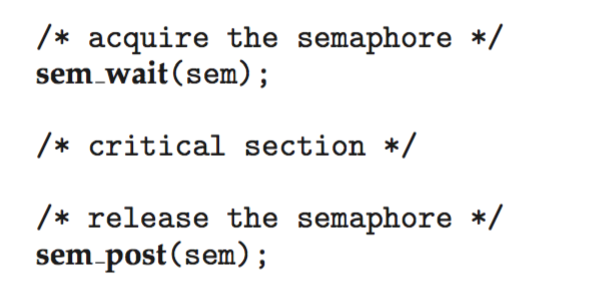 /* acquire the semaphore */
sem_wait(sem);
/* critical section */
/* release the semaphore */
sem_post(sem);